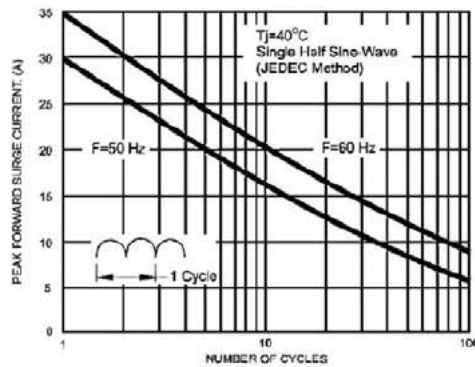 PEAK FORWARD SURGE CURRENT, (A)
35
30
25
20
15
10
5
0
Tj=40°C
Single Half Sine-Wave
(JEDEC Method)
F=50 Hz
F=60 Hz
1 Cycle
1
10
100
NUMBER OF CYCLES